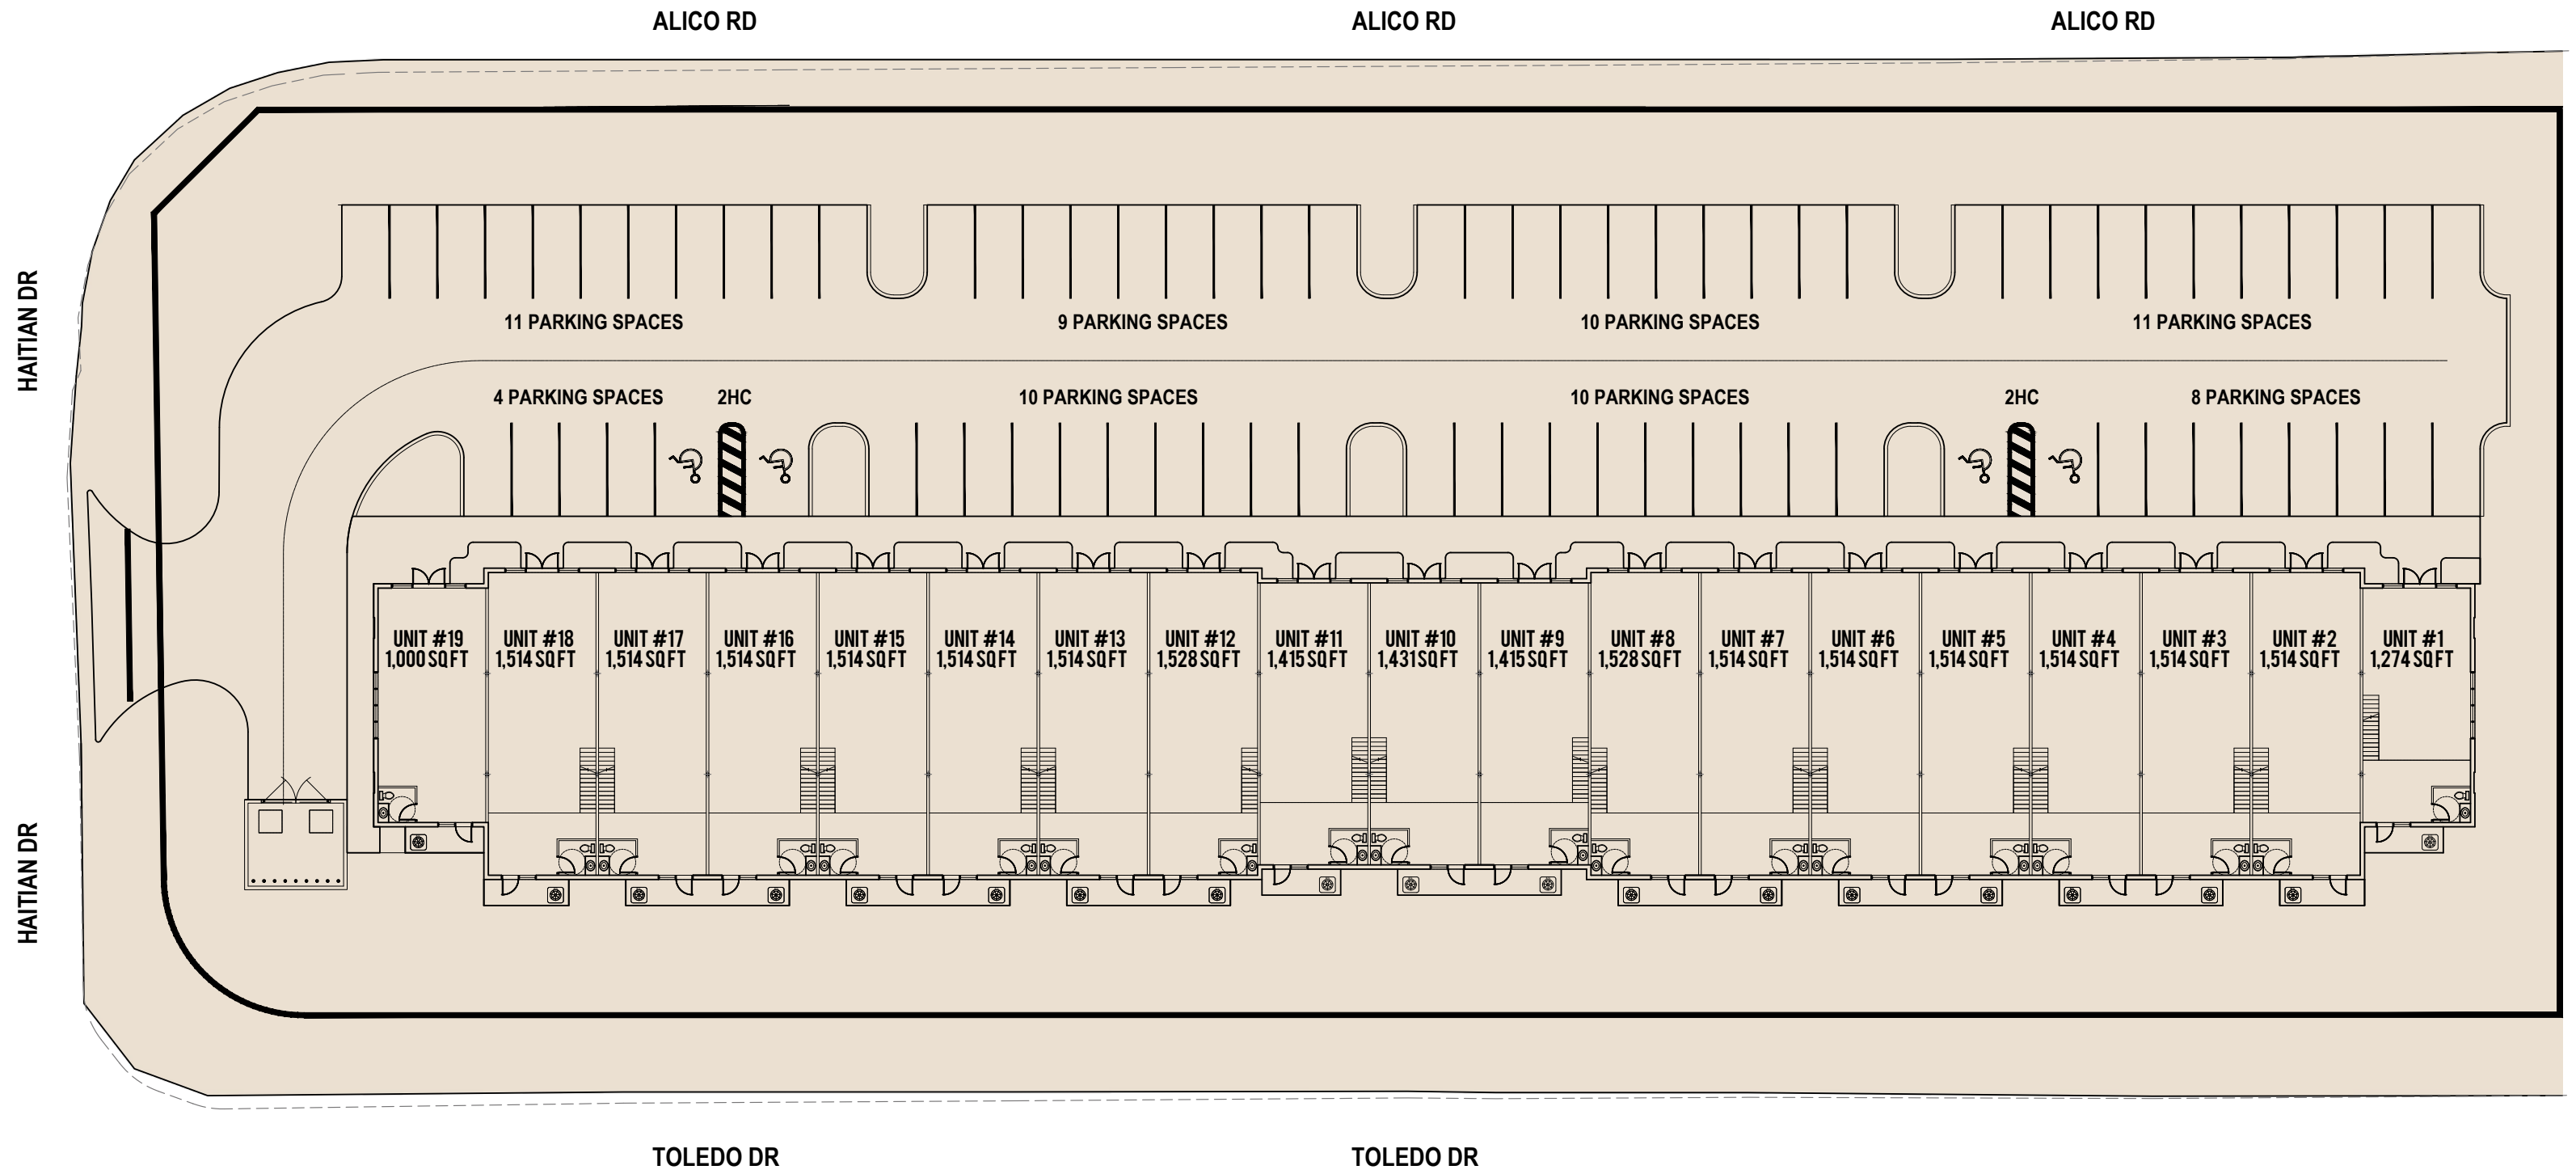 ALICO RD
ALICO RD
ALICO RD
HAITIAN DR
11 PARKING SPACES
9 PARKING SPACES
10 PARKING SPACES
11 PARKING SPACES
4 PARKING SPACES
2HC
10 PARKING SPACES
10 PARKING SPACES
2HC
8 PARKING SPACES
UNIT #19
1,000 SQ FT
UNIT #18
1,514 SQ FT
UNIT #17
1,514 SQ FT
UNIT #16
1,514 SQ FT
UNIT #15
1,514 SQ FT
UNIT #14
1,514 SQ FT
UNIT #13
1,514 SQ FT
UNIT #12
1,528 SQ FT
UNIT #11
1,415 SQ FT
UNIT #10
1,431 SQ FT
UNIT #9
1,415 SQ FT
UNIT #8
1,528 SQ FT
UNIT #7
1,514 SQ FT
UNIT #6
1,514 SQ FT
UNIT #5
1,514 SQ FT
UNIT #4
1,514 SQ FT
UNIT #3
1,514 SQ FT
UNIT #2
1,514 SQ FT
UNIT #1
1,274 SQ FT
HAITIAN DR
TOLEDO DR
TOLEDO DR